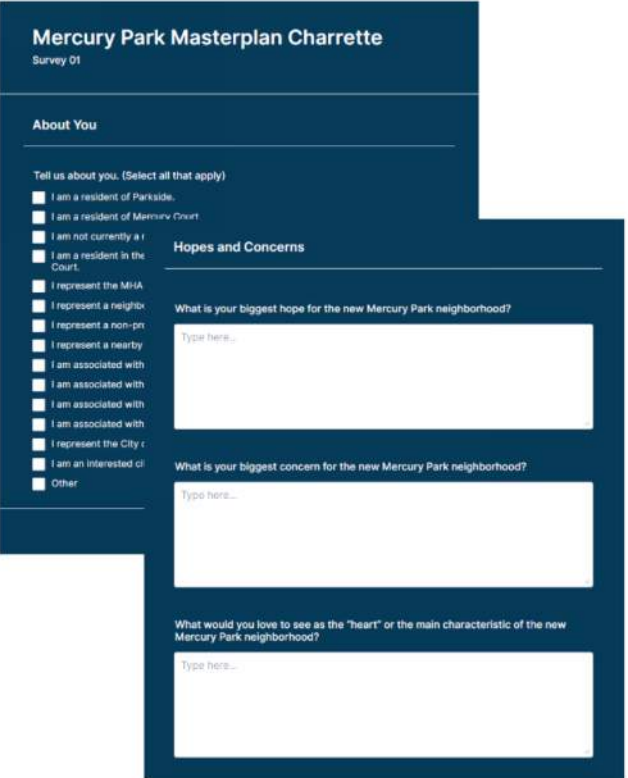 Mercury Park Masterplan Charrette
Survey 01
About You
Tell us about you. (Select all that apply)
I am a resident of Parkside.
I am a resident of Mercury Court
I am not currently a
I am a resident in the
Court.
I represent the MHA
I represent a
I represent a
I represent a nearby
I am associated with
I am associated with
I am associated with
I am associated with
I represent the City
I am an interested
Other
Hopes and Concerns
What is your biggest hope for the new Mercury Park neighborhood?
Type here...
What is your biggest concern for the new Mercury Park neighborhood?
Type here...
What would you love to see as the "heart" or the main characteristic of the new
Mercury Park neighborhood?
Type here...